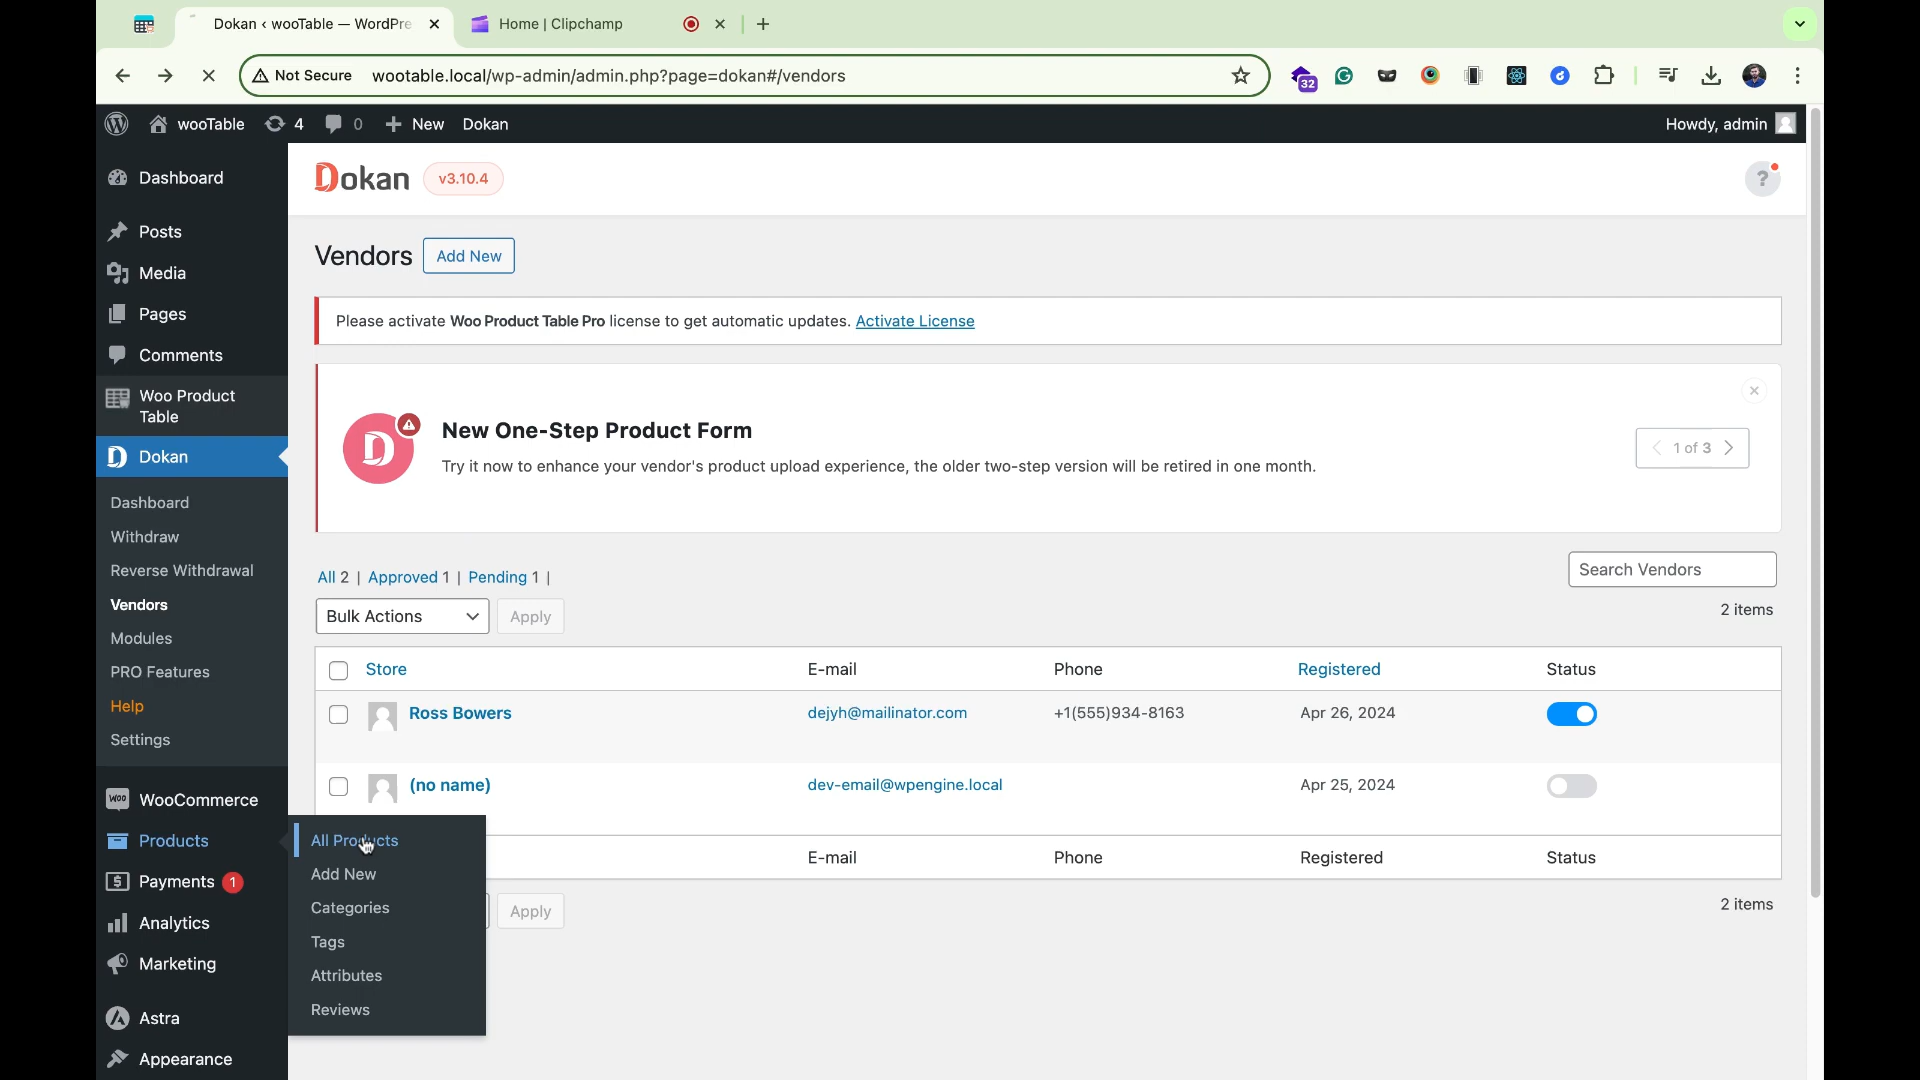 Dokan ‹ wooTable — WordPre
Home | Clipchamp
Not Secure
wootable.local/wp-admin/admin.php?page=dokan#/vendors
32
wooTable
4
0
New
Dokan
Howdy, admin
Dashboard
Posts
Media
Pages
Comments
Woo Product
Table
Dokan
Dashboard
Withdraw
Reverse Withdrawal
Vendors
Modules
PRO Features
Help
Settings
WooCommerce
Products
Payments 1
Analytics
Marketing
Astra
Appearance
All Products
Add New
Categories
Tags
Attributes
Reviews
Dokan
v3.10.4
?
Vendors
Add New
Please activate Woo Product Table Pro license to get automatic updates. Activate License
New One-Step Product Form
Try it now to enhance your vendor's product upload experience, the older two-step version will be retired in one month.
1 of 3
All 2 | Approved 1 | Pending 1 |
Search Vendors
Bulk Actions
Apply
2 items
Store E-mail Phone Registered Status
Ross Bowers dejyh@mailinator.com +1(555)934-8163 Apr 26, 2024
(no name) dev-email@wpengine.local Apr 25, 2024
E-mail Phone Registered Status
Apply
2 items